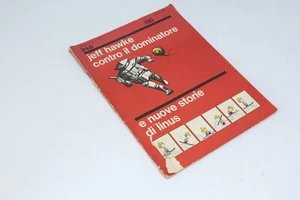 jeff hawke
contro il dominatore
e nuove storie
di linus